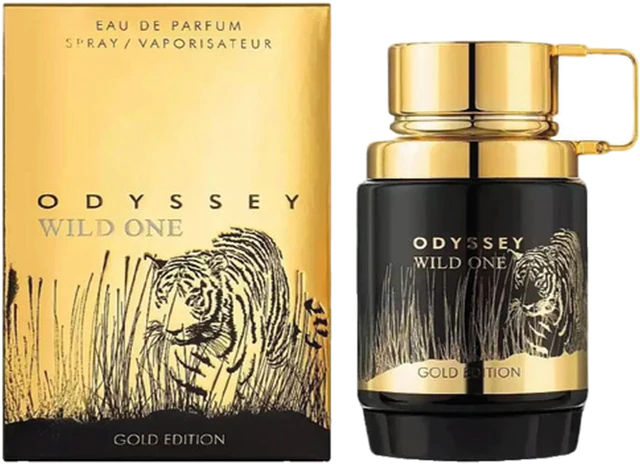 EAU DE PARFUM
SPRAY / VAPORISATEUR
ODYSSEY
WILD ONE
GOLD EDITION
ODYSSEY
WILD ONE
GOLD EDITION